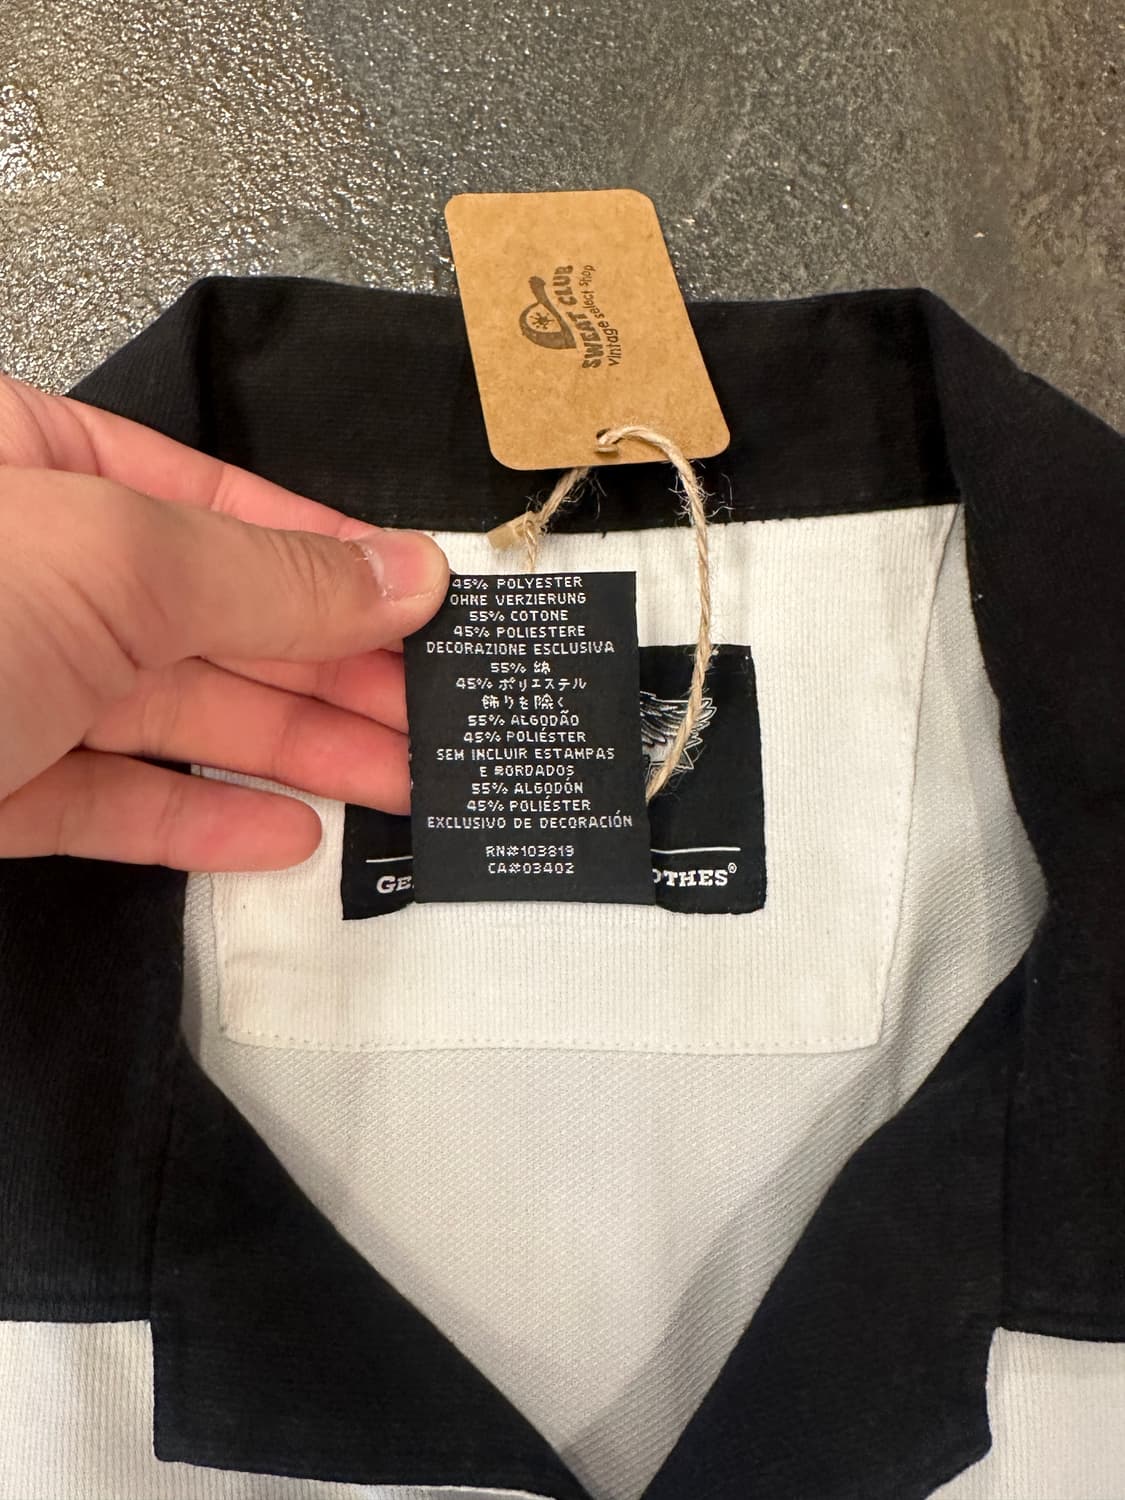 SWEAT CLUB
vintage select shop
45% POLYESTER
OHNE VERZIERUNG
55% COTONE
45% POLIESTERE
DECORAZIONE ESCLUSIVA
55% 綿
45% ポリエステル
飾りを除く
55% ALGODÃO
45% POLIÉSTER
SEM INCLUIR ESTAMPAS
E BORDADOS
55% ALGODÓN
45% POLIÉSTER
EXCLUSIVO DE DECORACIÓN
RN#103819
CA#03402